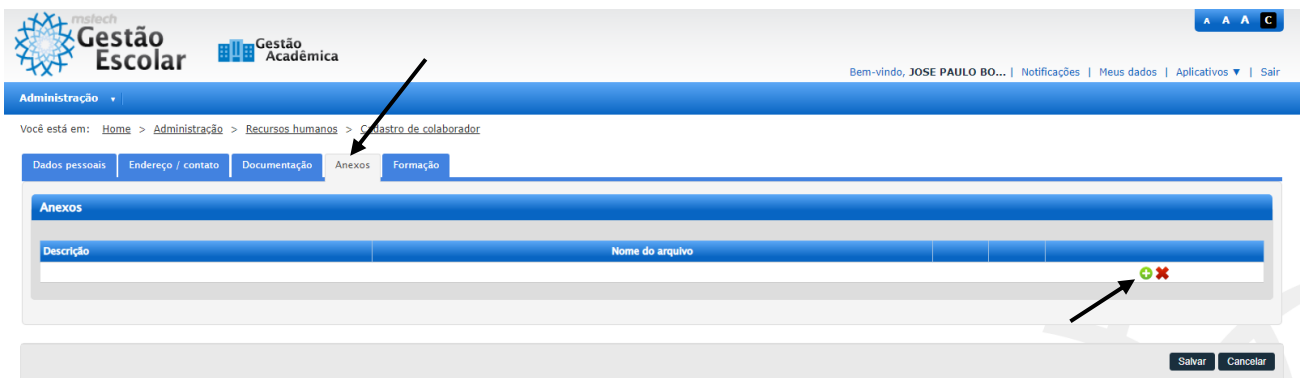 mstech
Gestão
Escolar
Gestão
Acadêmica
A A A C
Bem-vindo, JOSE PAULO BO... | Notificações | Meus dados | Aplicativos ▼ | Sair
Administração
Você está em: Home > Administração > Recursos humanos > Cadastro de colaborador
Dados pessoais Endereço / contato Documentação Anexos Formação
Anexos
Descrição Nome do arquivo
Salvar Cancelar